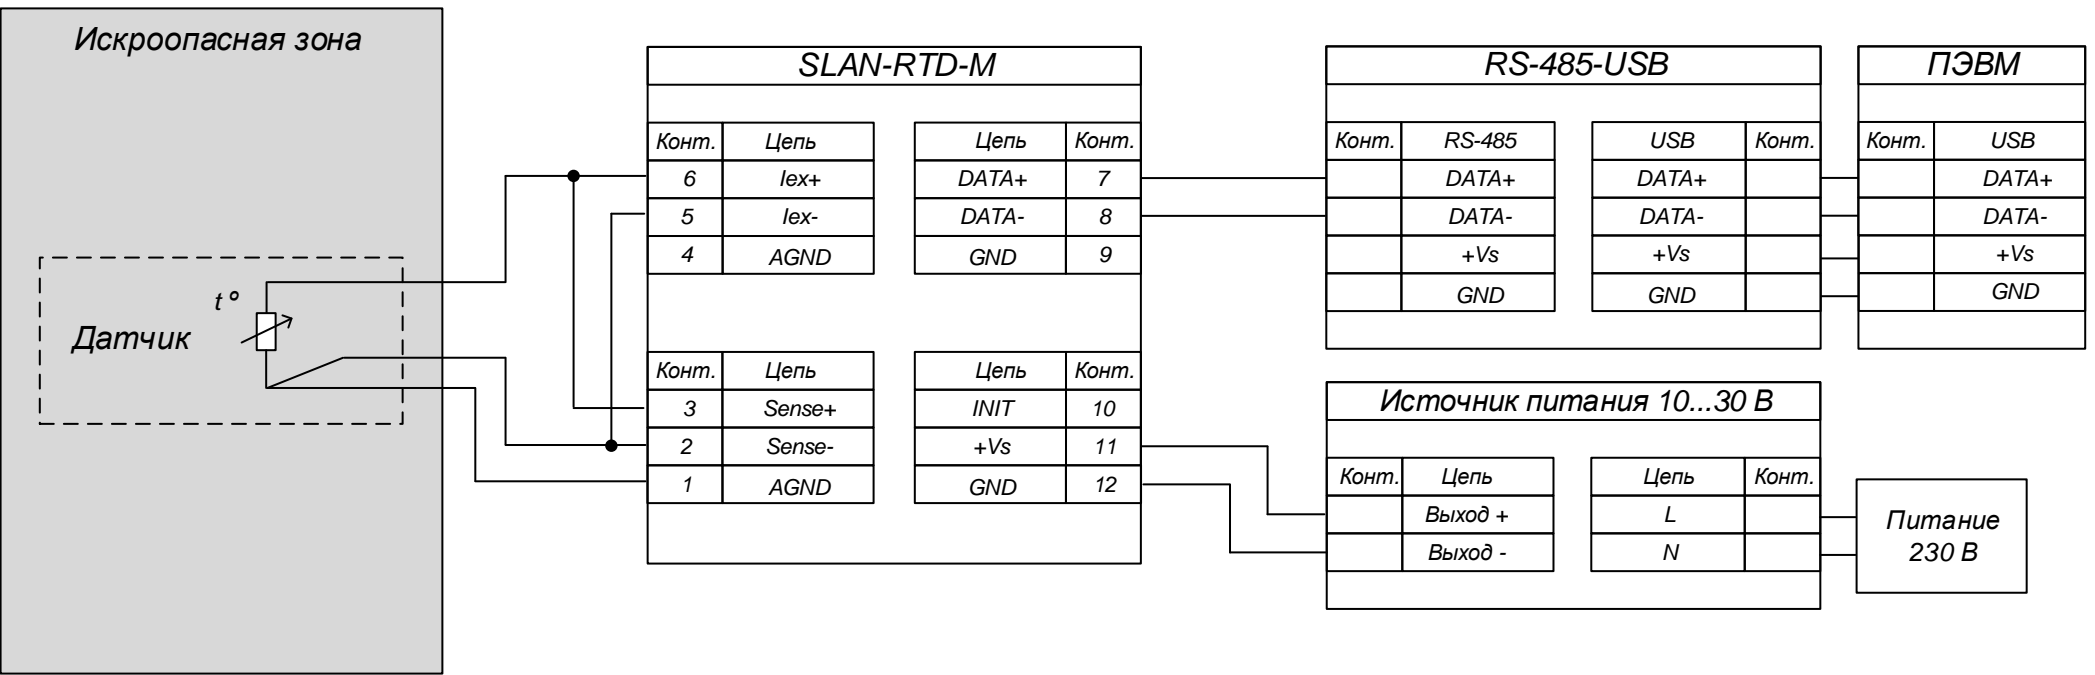 Искроопасная зона
t°
Датчик
SLAN-RTD-M
Конт. Цепь Цепь Конт.
6 Iex+ DATA+ 7
5 Iex- DATA- 8
4 AGND GND 9
Конт. Цепь Цепь Конт.
3 Sense+ INIT 10
2 Sense- +Vs 11
1 AGND GND 12
RS-485-USB
Конт. RS-485 USB Конт.
DATA+ DATA+
DATA- DATA-
+Vs +Vs
GND GND
ПЭВМ
Конт. USB
DATA+
DATA-
+Vs
GND
Источник питания 10...30 В
Конт. Цепь Цепь Конт.
Выход + L
Выход - N
Питание
230 В